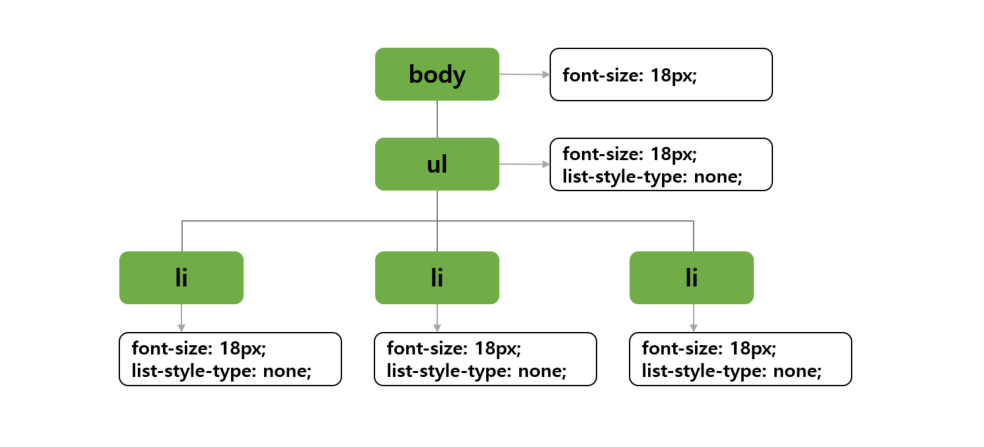 body
font-size: 18px;
ul
font-size: 18px;
list-style-type: none;
li
li
li
font-size: 18px;
list-style-type: none;
font-size: 18px;
list-style-type: none;
font-size: 18px;
list-style-type: none;